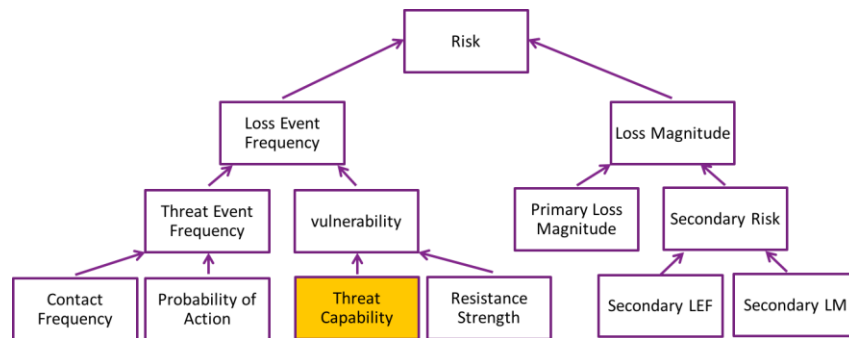 Risk
Loss Event
Frequency
Loss Magnitude
Threat Event
Frequency
vulnerability
Primary Loss
Magnitude
Secondary Risk
Contact
Frequency
Probability of
Action
Threat
Capability
Resistance
Strength
Secondary LEF
Secondary LM